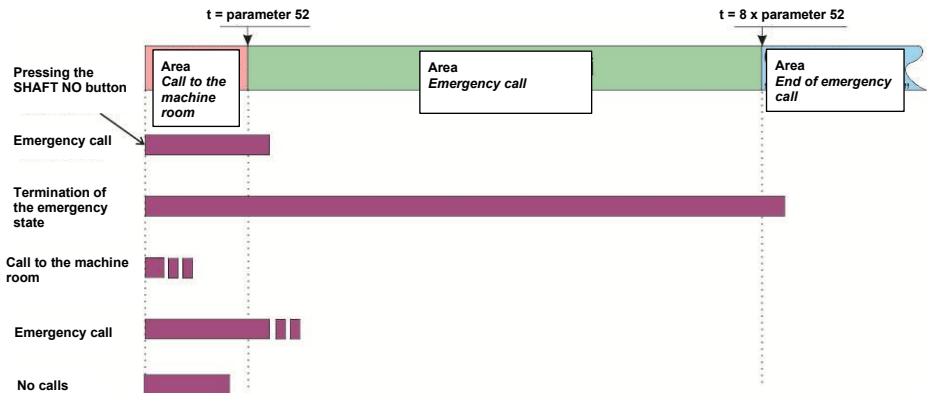 t = parameter 52
t = 8 x parameter 52
Area
Call to the
machine
room
Area
Emergency call
Area
End of emergency
call
Pressing the
SHAFT NO button
Emergency call
Termination of
the emergency
state
Call to the machine
room
Emergency call
No calls